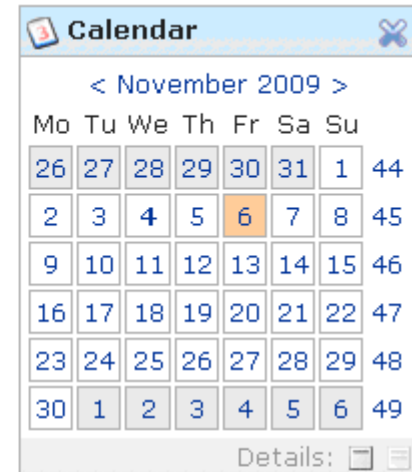 Calendar
< November 2009 >
Mo Tu We Th Fr Sa Su
26 27 28 29 30 31 1 44
2 3 4 5 6 7 8 45
9 10 11 12 13 14 15 46
16 17 18 19 20 21 22 47
23 24 25 26 27 28 29 48
30 1 2 3 4 5 6 49
Details: